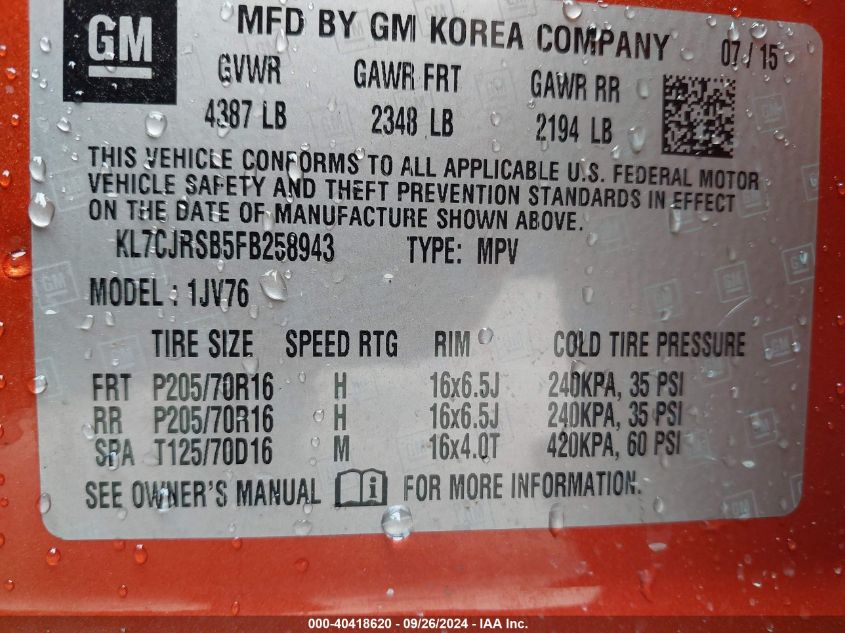 GM
MFD BY GM KOREA COMPANY 07 / 15
GVWR GAWR FRT GAWR RR
4387 LB 2348 LB 2194 LB
THIS VEHICLE CONFORMS TO ALL APPLICABLE U.S. FEDERAL MOTOR
VEHICLE SAFETY AND THEFT PREVENTION STANDARDS IN EFFECT
ON THE DATE OF MANUFACTURE SHOWN ABOVE.
KL7CJRSB5FB258943 TYPE: MPV
MODEL : 1JV76
TIRE SIZE SPEED RTG RIM COLD TIRE PRESSURE
FRT P205/70R16 H 16x6.5J 240KPA, 35 PSI
RR P205/70R16 H 16x6.5J 240KPA, 35 PSI
SPA T125/70D16 M 16x4.0T 420KPA, 60 PSI
SEE OWNER'S MANUAL i FOR MORE INFORMATION.
000-40418620 - 09/26/2024 - IAA Inc.